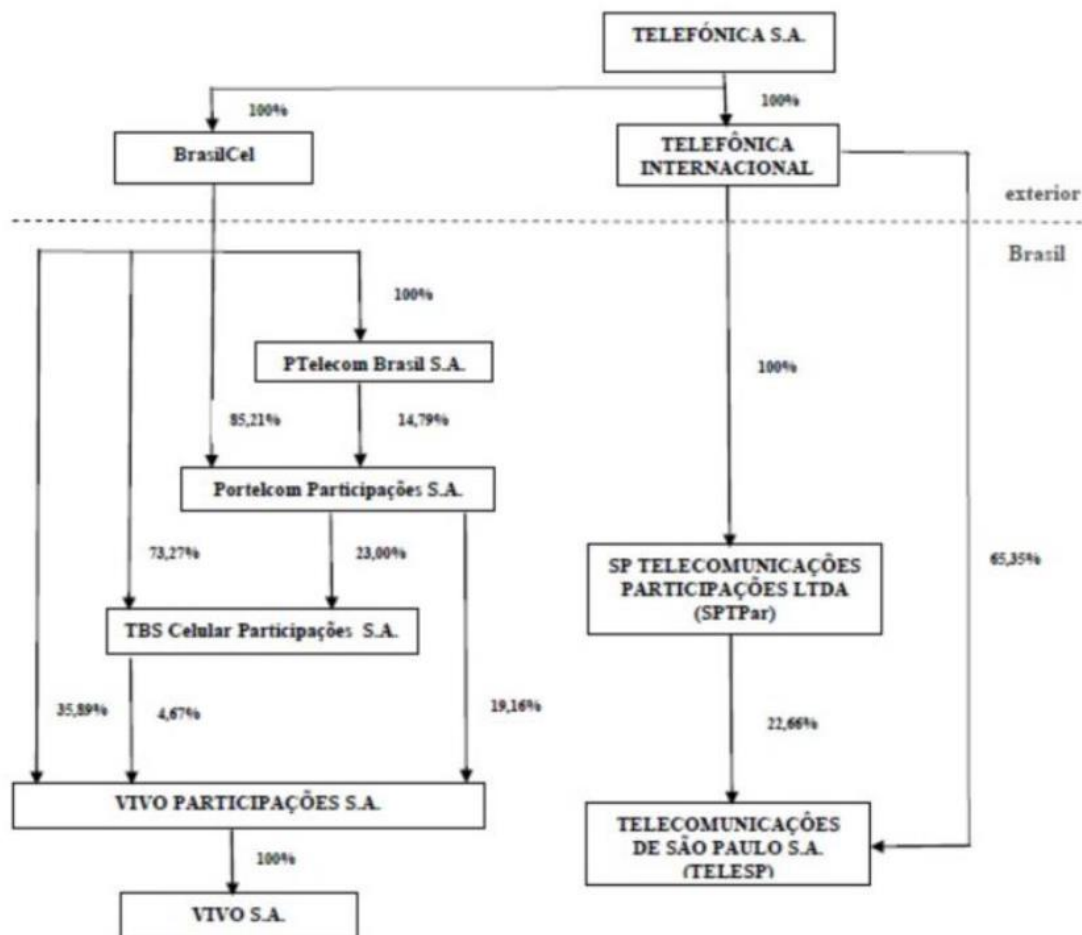 TELEFÓNICA S.A.
100%
100%
BrasilCel
TELEFÔNICA
INTERNACIONAL
exterior
Brasil
100%
PTelecom Brasil S.A.
100%
85,21%
14,79%
Portelcom Participações S.A.
73,27%
23,00%
SP TELECOMUNICAÇÕES
PARTICIPAÇÕES LTDA
(SPTPar)
65,35%
TBS Celular Participações S.A.
35,89%
4,67%
19,16%
22,66%
VIVO PARTICIPAÇÕES S.A.
TELECOMUNICAÇÕES
DE SÃO PAULO S.A.
(TELESP)
100%
VIVO S.A.